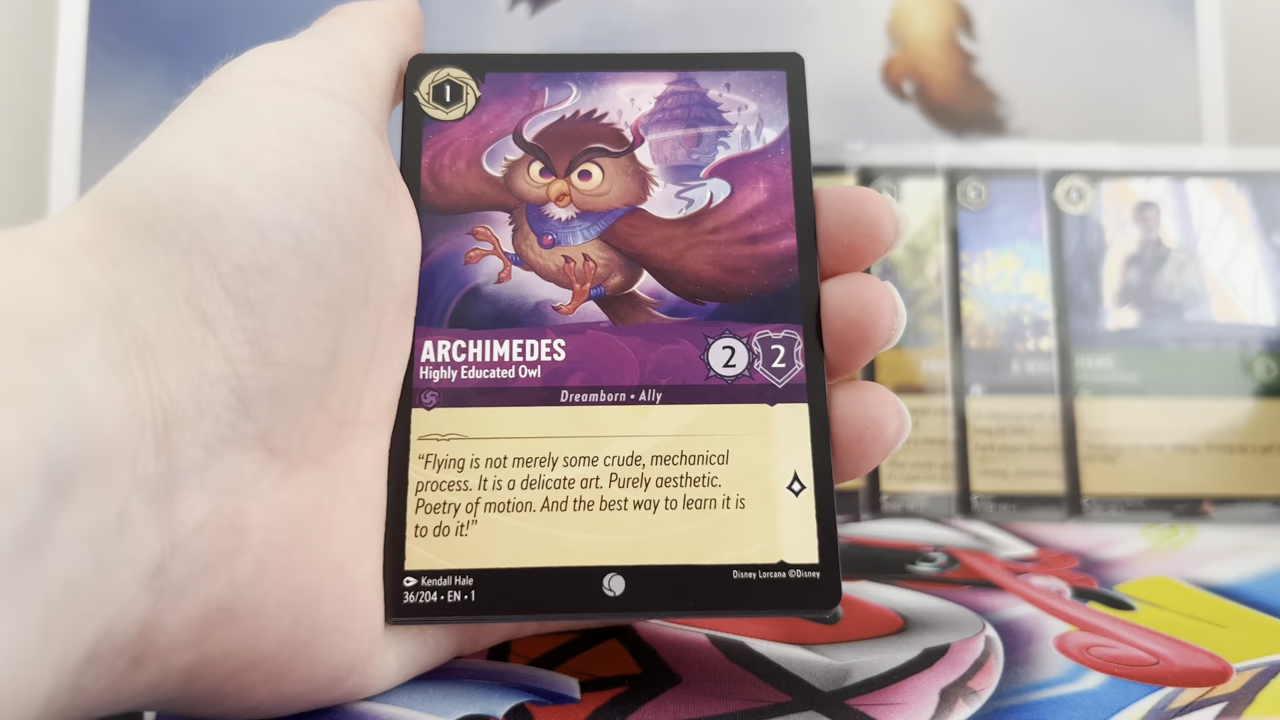 1
ARCHIMEDES
Highly Educated Owl
2
2
Dreamborn • Ally
“Flying is not merely some crude, mechanical
process. It is a delicate art. Purely aesthetic.
Poetry of motion. And the best way to learn it is
to do it!”
Kendall Hale
Disney Lorcana ©Disney
36/204 • EN • 1